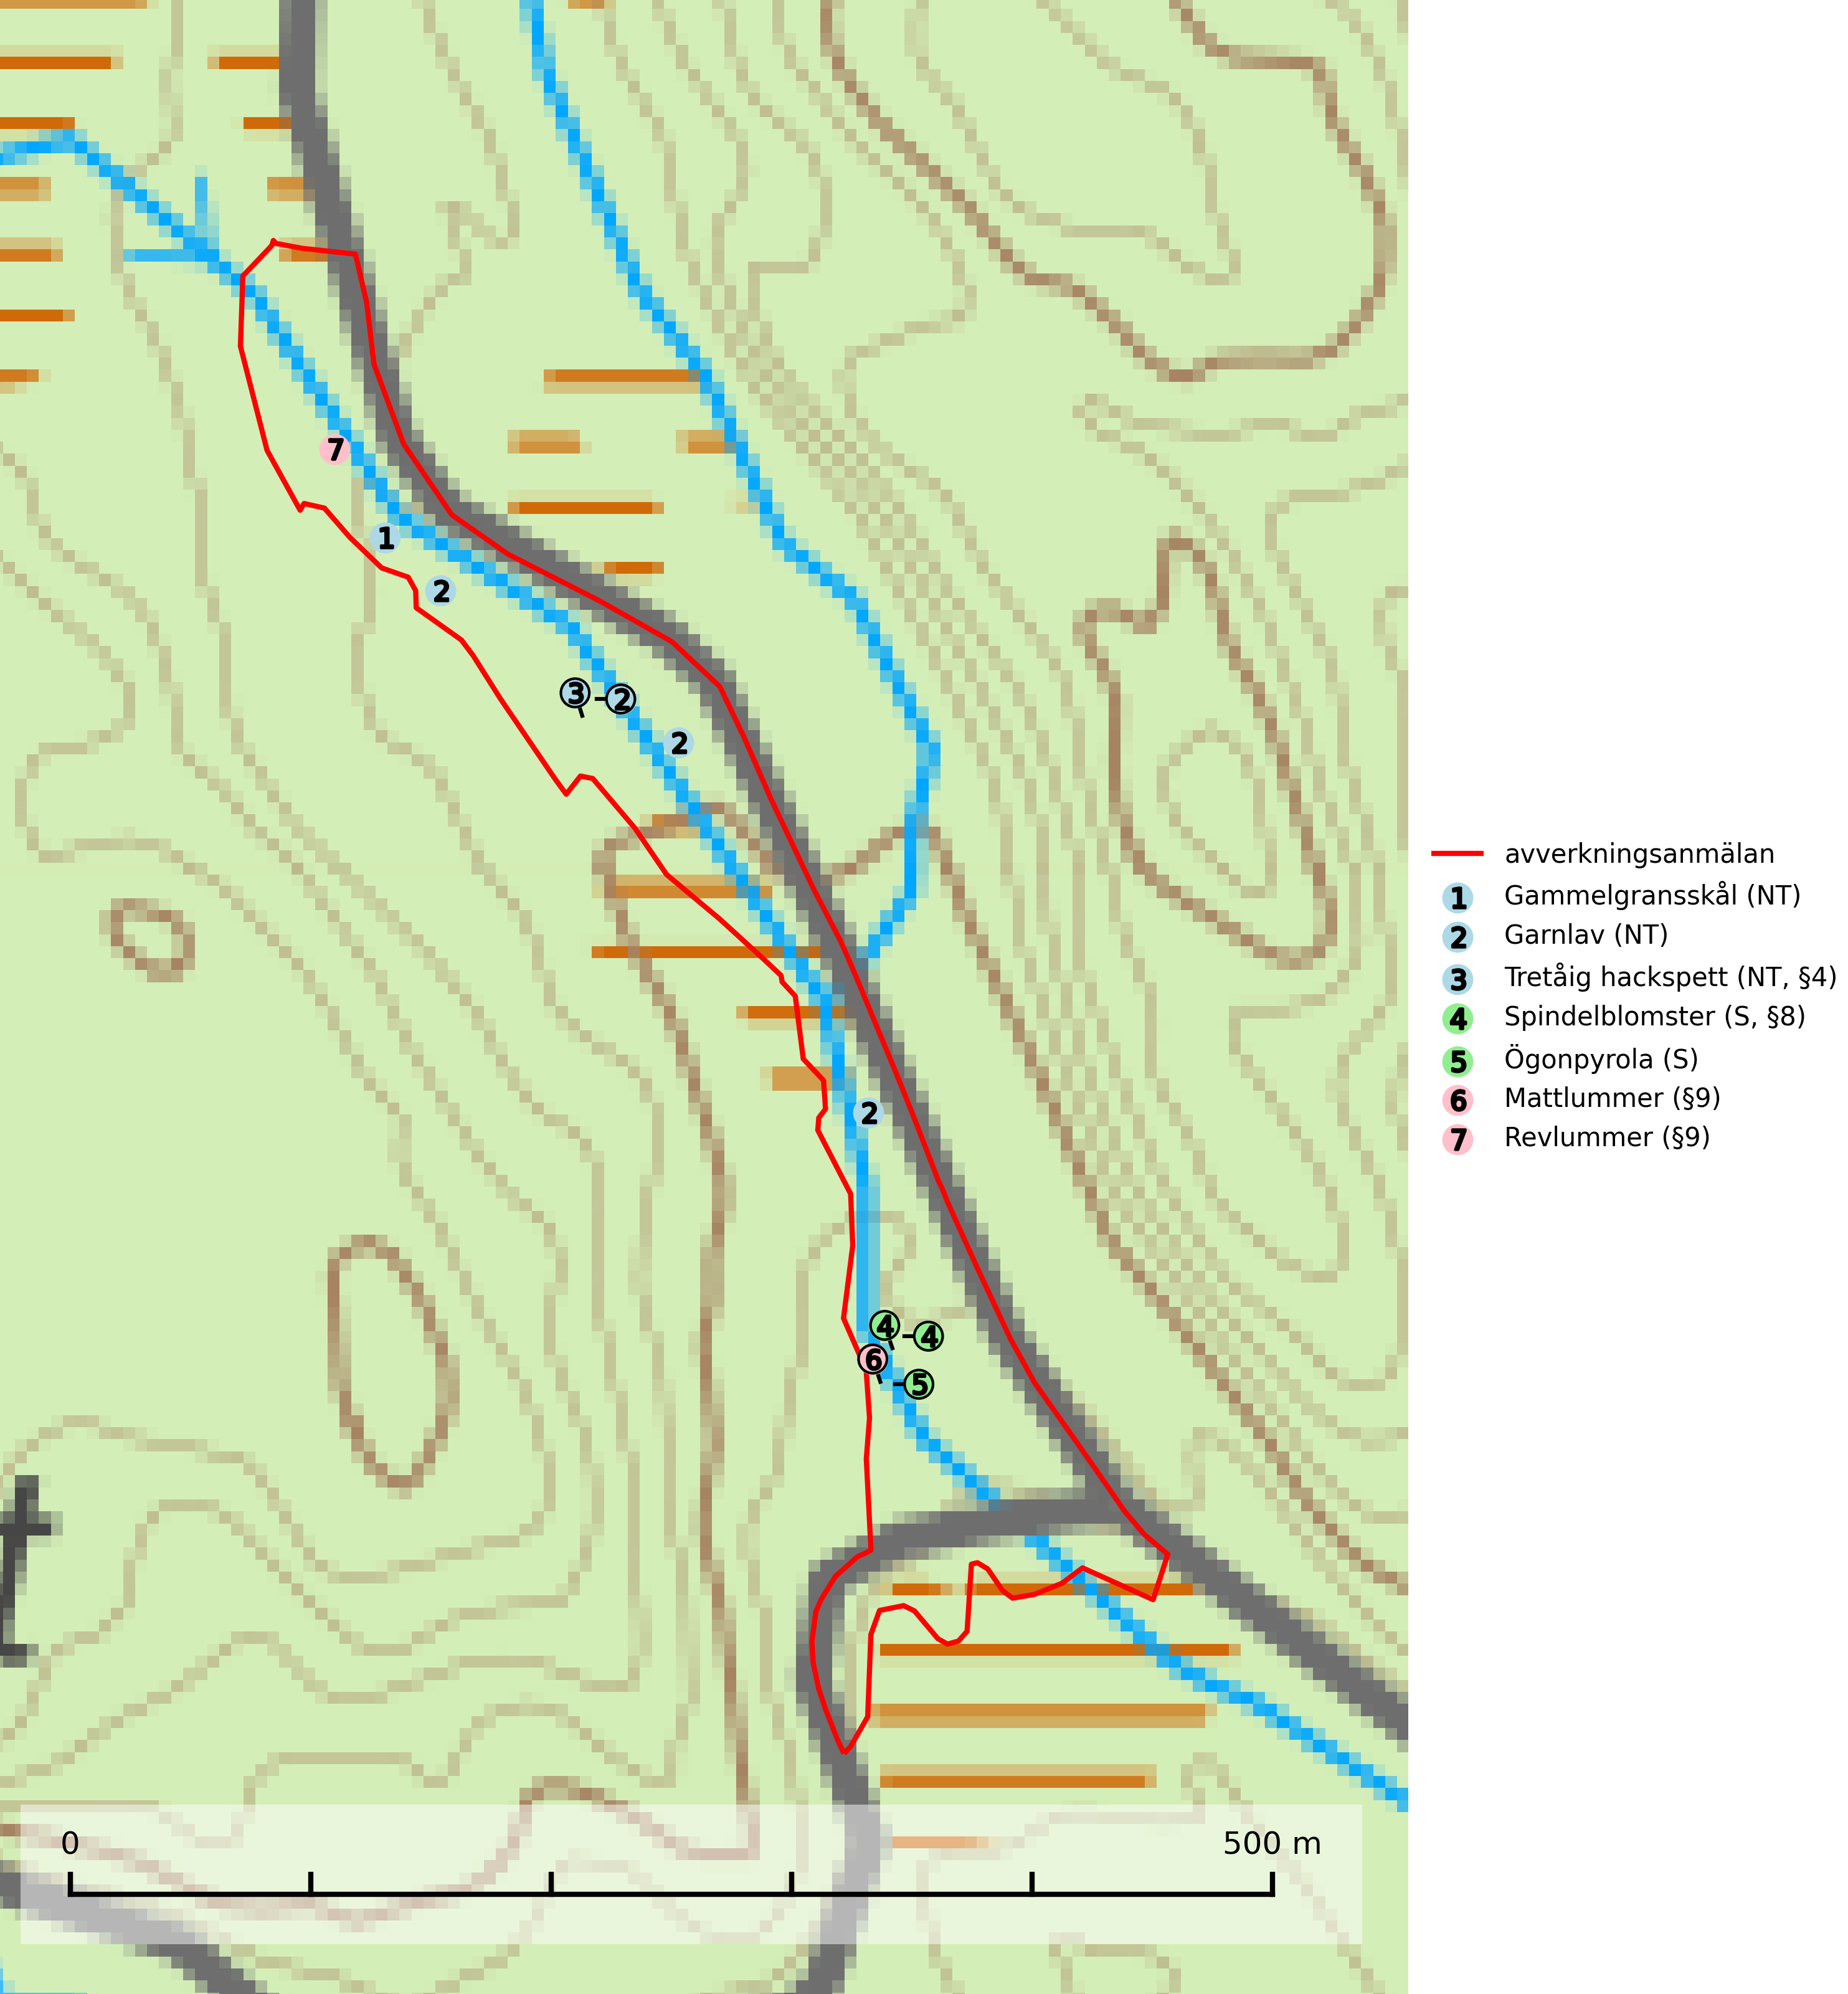 7
1
2
3 2
2
2
4 4
6
5
0 500 m
avverkningsanmälan
1 Gammelgransskål (NT)
2 Garnlav (NT)
3 Tretåig hackspett (NT, §4)
4 Spindelblomster (S, §8)
5 Ögonpyrola (S)
6 Mattlummer (§9)
7 Revlummer (§9)